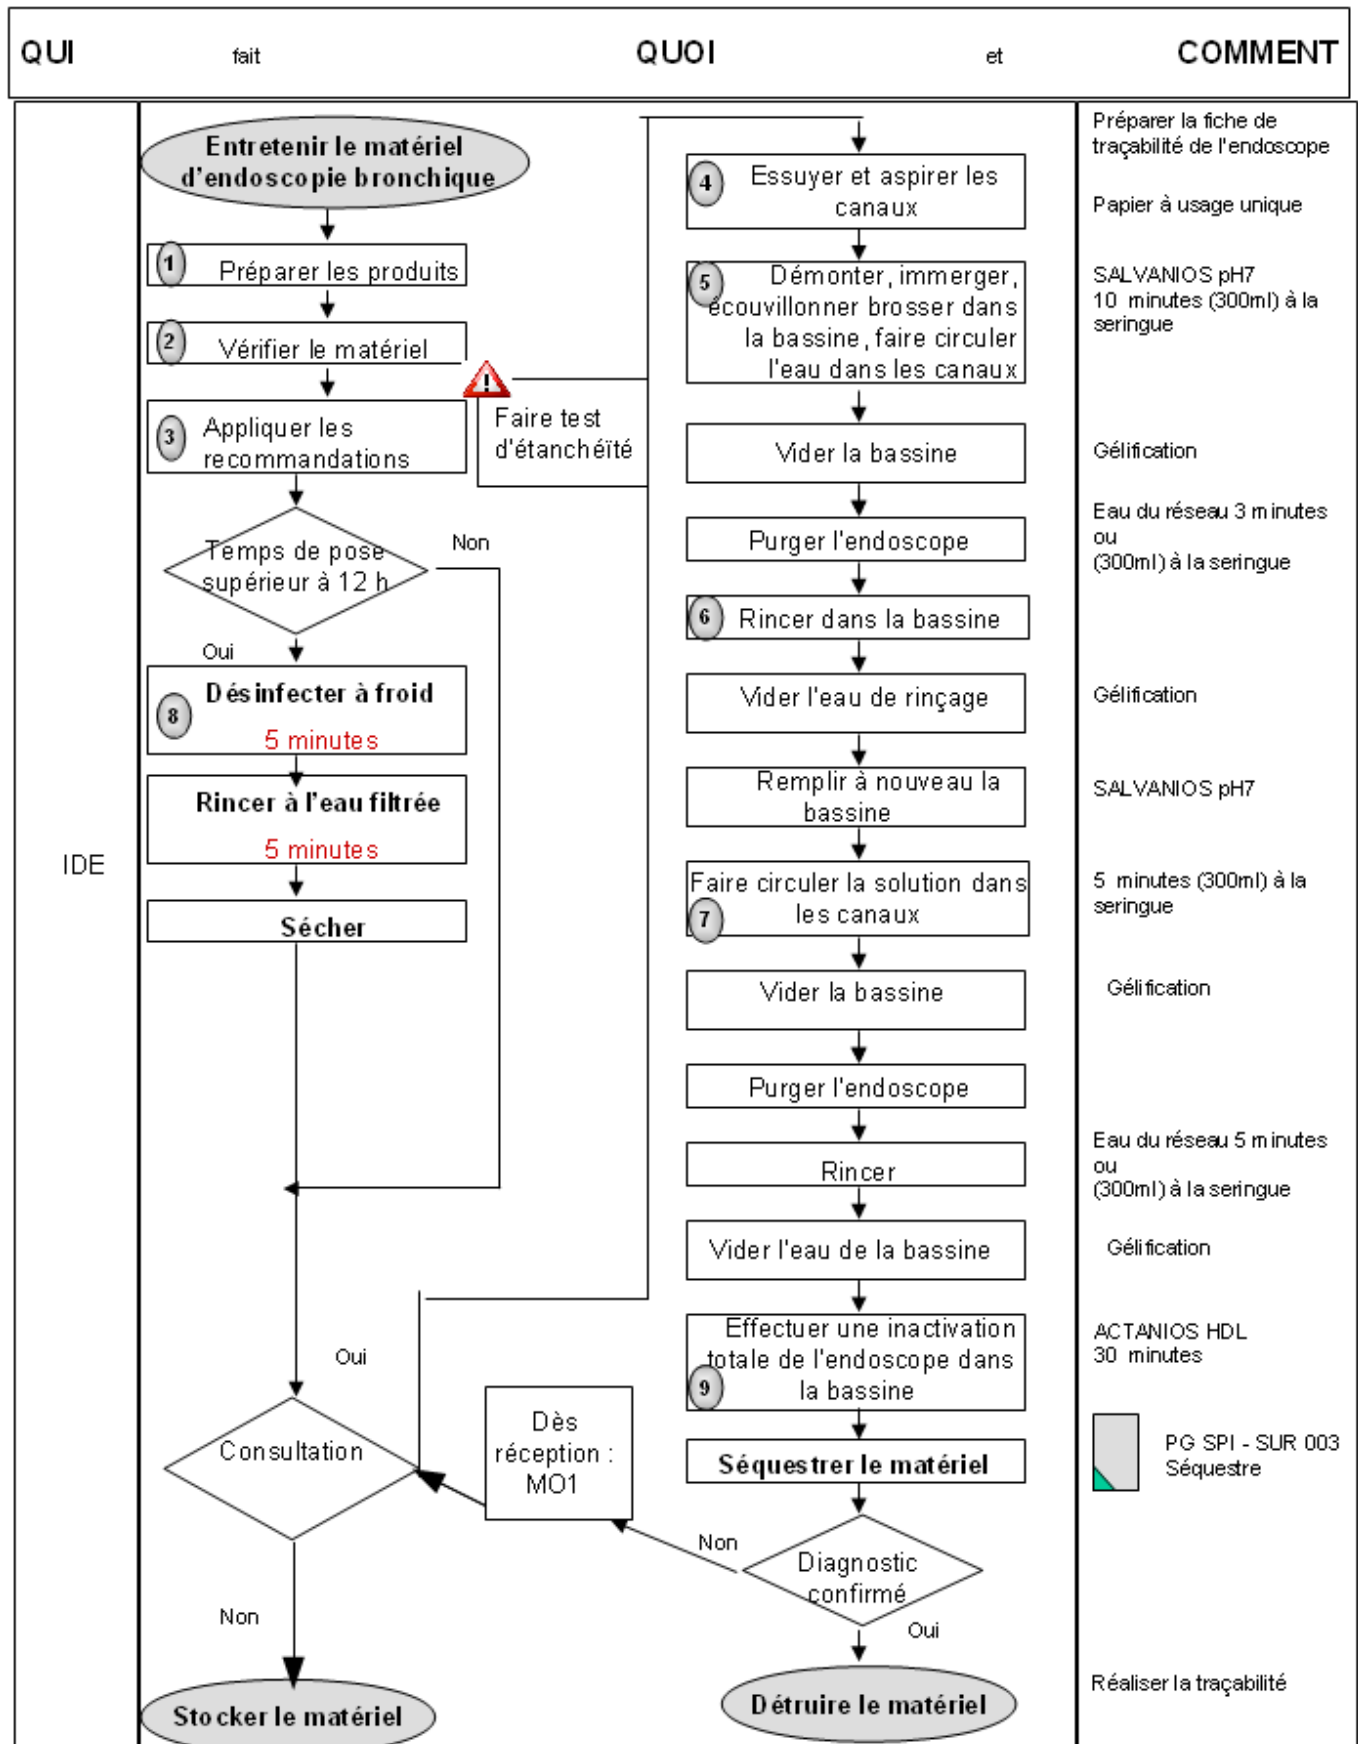 QUI fait QUOI et COMMENT
IDE
Entretenir le matériel
d'endoscopie bronchique
1 Préparer les produits
2 Vérifier le matériel
3 Appliquer les
recommandations
Faire test
d'étanchéïté
Temps de pose
supérieur à 12 h
Non
Oui
8 Désinfecter à froid
5 minutes
Rincer à l'eau filtrée
5 minutes
Sécher
Oui
Consultation
Non
Stocker le matériel
4 Essuyer et aspirer les
canaux
5 Démonter, immerger,
écouvillonner brosser dans
la bassine, faire circuler
l'eau dans les canaux
Vider la bassine
Purger l'endoscope
6 Rincer dans la bassine
Vider l'eau de rinçage
Remplir à nouveau la
bassine
Faire circuler la solution dans
7 les canaux
Vider la bassine
Purger l'endoscope
Rincer
Vider l'eau de la bassine
Effectuer une inactivation
totale de l'endoscope dans
9 la bassine
Séquestrer le matériel
Diagnostic
confirmé
Non
Dès
réception :
MO1
Oui
Détruire le matériel
Préparer la fiche de
traçabilité de l'endoscope
Papier à usage unique
SALVANIOS pH7
10 minutes (300ml) à la
seringue
Gélification
Eau du réseau 3 minutes
ou
(300ml) à la seringue
Gélification
SALVANIOS pH7
5 minutes (300ml) à la
seringue
Gélification
Eau du réseau 5 minutes
ou
(300ml) à la seringue
Gélification
ACTANIOS HDL
30 minutes
PG SPI - SUR 003
Séquestre
Réaliser la traçabilité